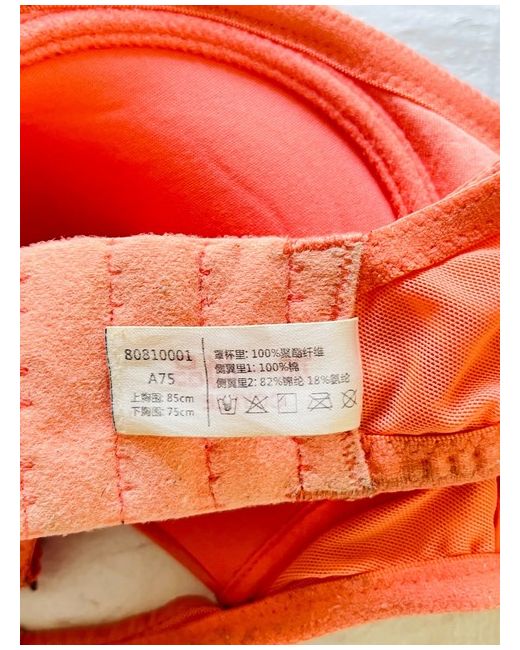 80810001
A75
上胸围: 85cm
下胸围: 75cm
罩杯里: 100%聚酯纤维
侧翼里1: 100%棉
侧翼里2: 82%锦纶 18%氨纶